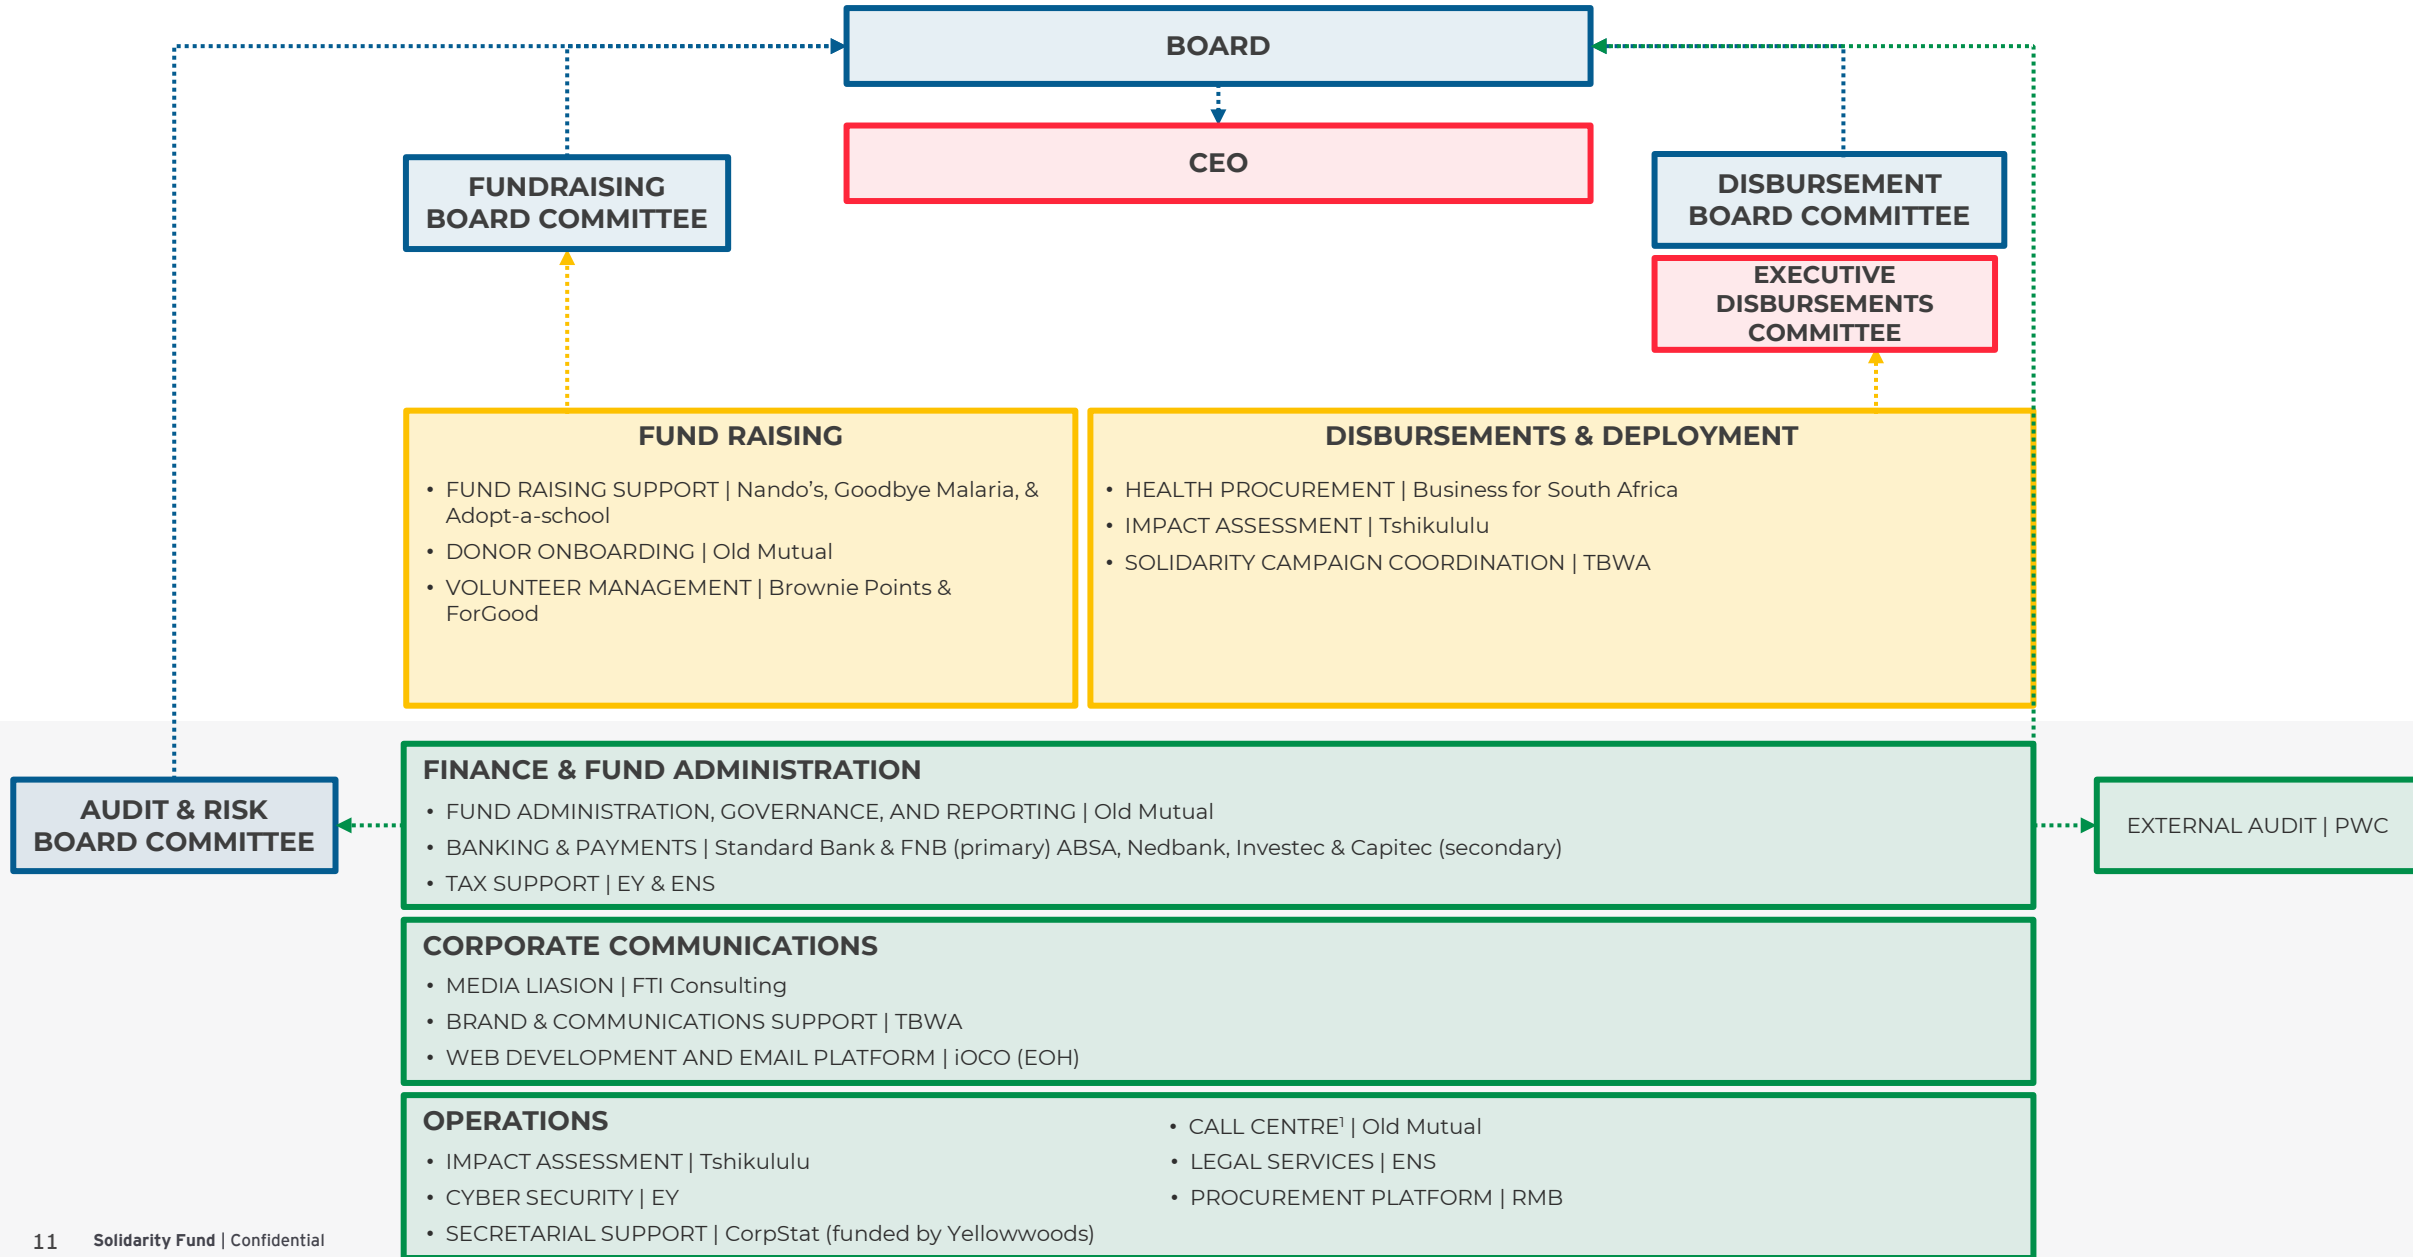 BOARD
CEO
FUNDRAISING
BOARD COMMITTEE
DISBURSEMENT
BOARD COMMITTEE
EXECUTIVE
DISBURSEMENTS
COMMITTEE
FUND RAISING
• FUND RAISING SUPPORT | Nando's, Goodbye Malaria, &
Adopt-a-school
• DONOR ONBOARDING | Old Mutual
• VOLUNTEER MANAGEMENT | Brownie Points &
ForGood
DISBURSEMENTS & DEPLOYMENT
• HEALTH PROCUREMENT | Business for South Africa
• IMPACT ASSESSMENT | Tshikululu
• SOLIDARITY CAMPAIGN COORDINATION | TBWA
AUDIT & RISK
BOARD COMMITTEE
FINANCE & FUND ADMINISTRATION
• FUND ADMINISTRATION, GOVERNANCE, AND REPORTING | Old Mutual
• BANKING & PAYMENTS | Standard Bank & FNB (primary) ABSA, Nedbank, Investec & Capitec (secondary)
• TAX SUPPORT | EY & ENS
EXTERNAL AUDIT | PWC
CORPORATE COMMUNICATIONS
• MEDIA LIASION | FTI Consulting
• BRAND & COMMUNICATIONS SUPPORT | TBWA
• WEB DEVELOPMENT AND EMAIL PLATFORM | iOCO (EOH)
OPERATIONS
• IMPACT ASSESSMENT | Tshikululu
• CYBER SECURITY | EY
• SECRETARIAL SUPPORT | CorpStat (funded by Yellowwoods)
• CALL CENTRE¹ | Old Mutual
• LEGAL SERVICES | ENS
• PROCUREMENT PLATFORM | RMB
11 Solidarity Fund | Confidential